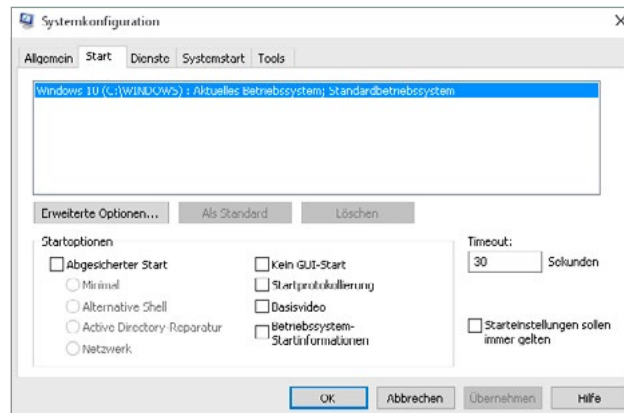 Systemkonfiguration
Allgemein Start Dienste Systemstart Tools
Windows 10 (C:\WINDOWS) : Aktuelles Betriebssystem; Standardbetriebssystem
Erweiterte Optionen... Als Standard Löschen
Startoptionen
Abgesicherter Start
Minimal
Alternative Shell
Active Directory-Reparatur
Netzwerk
Kein GUI-Start
Startprotokollierung
Basisvideo
Betriebssystem-
Startinformationen
Timeout:
30 Sekunden
Starteinstellungen sollen
immer gelten
OK Abbrechen Übernehmen Hilfe